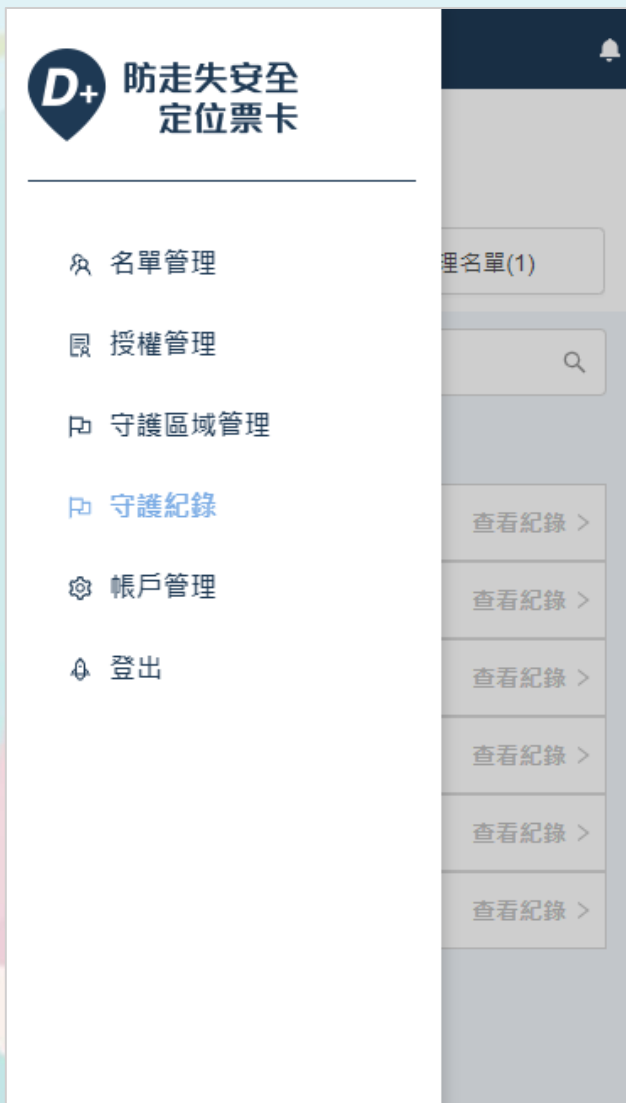 D+
防走失安全
定位票卡
名單管理
授權管理
守護區域管理
守護紀錄
帳戶管理
登出
理名單(1)
查看紀錄 >
查看紀錄 >
查看紀錄 >
查看紀錄 >
查看紀錄 >
查看紀錄 >